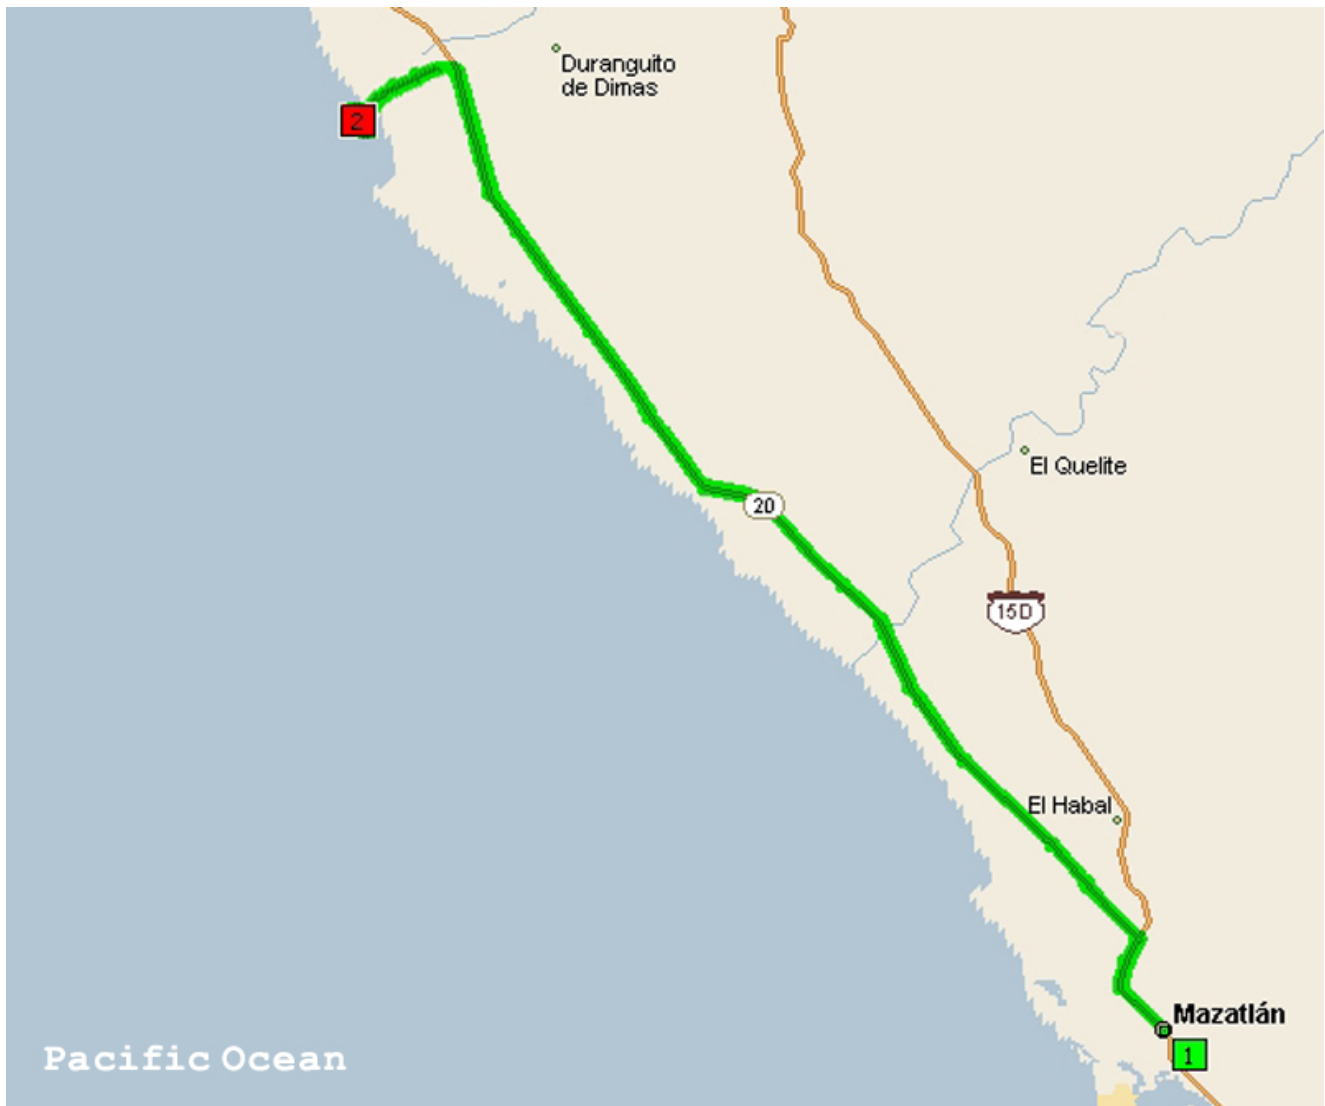 Duranguito
de Dimas
2
El Quelite
20
15D
El Habal
Mazatlán
1
Pacific Ocean